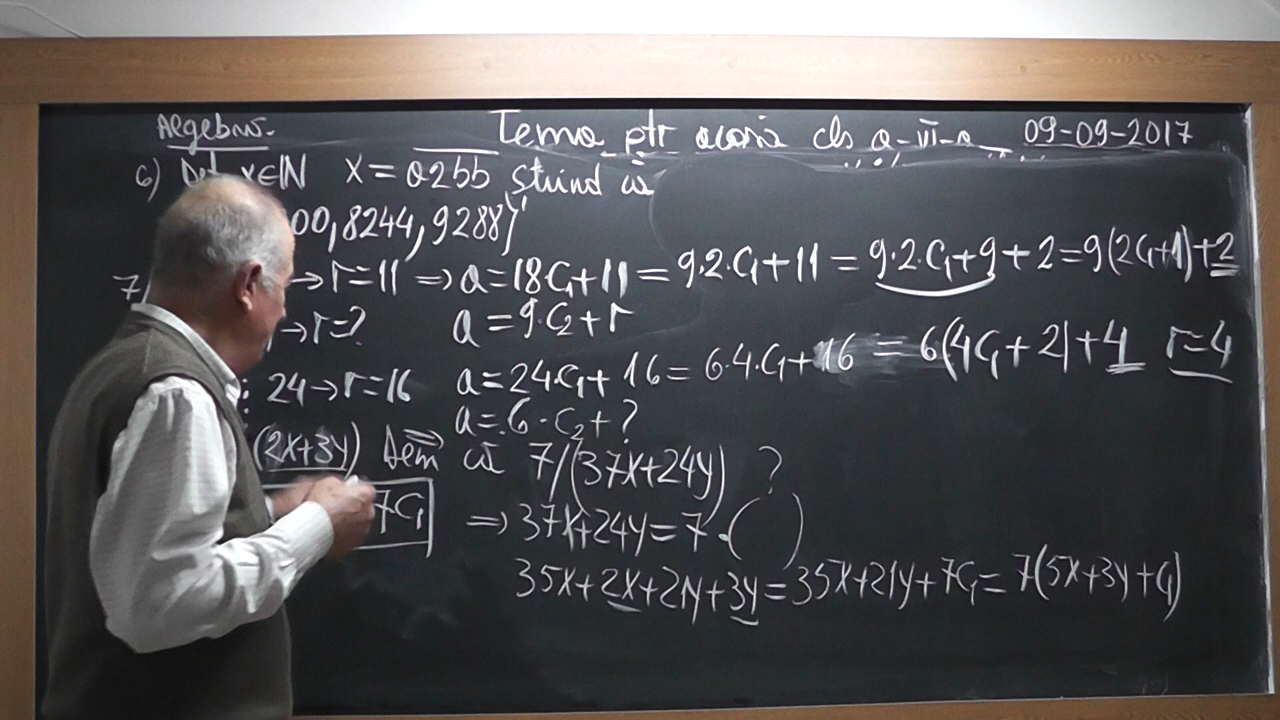 Algebra.
Tema ptr acasă cls a-VI-a 09-09-2017
6) Det x∈ℕ x = a2bb știind că
00, 8244, 9288}
7 → r=11 ⇒ a=18C₁+11 = 9·2·C₁+11 = 9·2·C₁+9+2=9(2C₁+1)+2
→ r=? a = 9·C₂+r
: 24→r=16 a=24·C₁+16=6·4·C₁+16 = 6(4C₁+2)+4 r=4
a=6·C₂+?
(2x+3y) Dem că 7/(37x+24y) ?
7C₁ ⇒ 37x+24y=7·( )
35x+2x+21y+3y=35x+21y+7C₁=7(5x+3y+C₁)